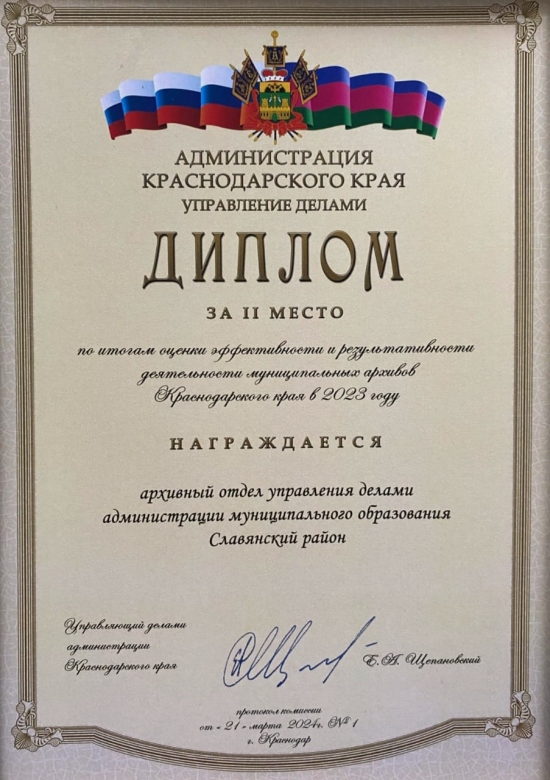 АДМИНИСТРАЦИЯ
КРАСНОДАРСКОГО КРАЯ
УПРАВЛЕНИЕ ДЕЛАМИ
ДИПЛОМ
ЗА II МЕСТО
по итогам оценки эффективности и результативности
деятельности муниципальных архивов
Краснодарского края в 2023 году
НАГРАЖДАЕТСЯ
архивный отдел управления делами
администрации муниципального образования
Славянский район
Управляющий делами
администрации
Краснодарского края
Е.А. Щепановский
протокол комиссии
от «21» марта 2024г. №1
г. Краснодар